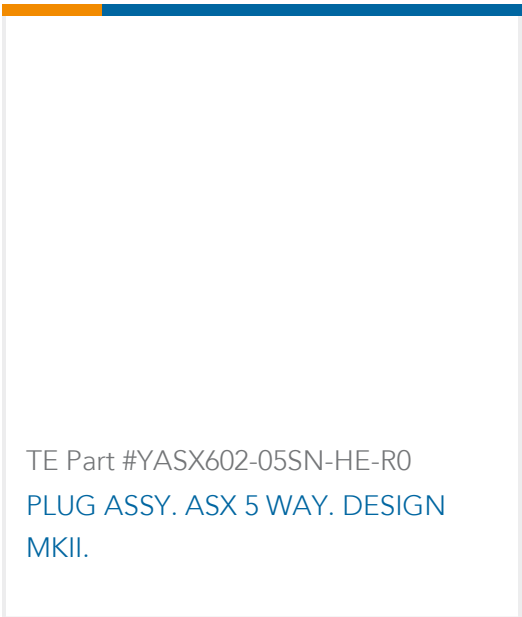 TE Part #YASX602-05SN-HE-R0
PLUG ASSY. ASX 5 WAY. DESIGN
MKII.